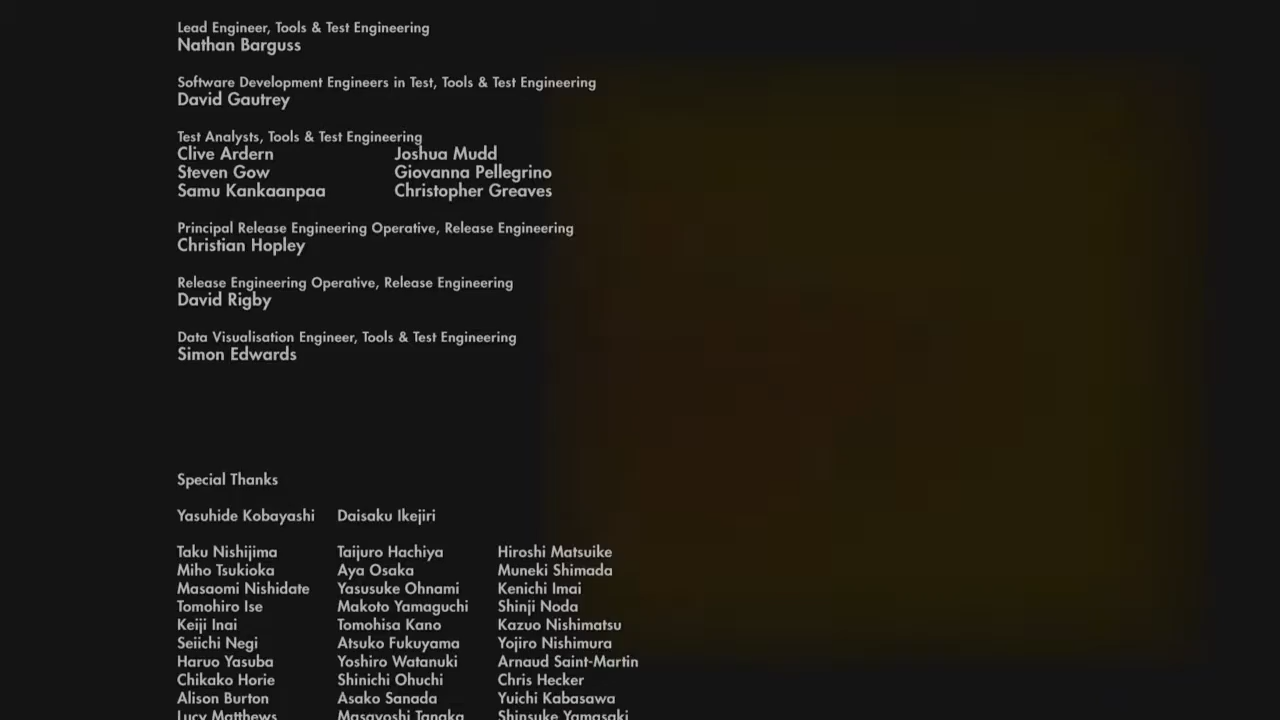 Lead Engineer, Tools & Test Engineering
Nathan Barguss
Software Development Engineers in Test, Tools & Test Engineering
David Gautrey
Test Analysts, Tools & Test Engineering
Clive Ardern Joshua Mudd
Steven Gow Giovanna Pellegrino
Samu Kankaanpaa Christopher Greaves
Principal Release Engineering Operative, Release Engineering
Christian Hopley
Release Engineering Operative, Release Engineering
David Rigby
Data Visualisation Engineer, Tools & Test Engineering
Simon Edwards
Special Thanks
Yasuhide Kobayashi Daisaku Ikejiri
Taku Nishijima Taijuro Hachiya Hiroshi Matsuike
Miho Tsukioka Aya Osaka Muneki Shimada
Masaomi Nishidate Yasusuke Ohnami Kenichi Imai
Tomohiro Ise Makoto Yamaguchi Shinji Noda
Keiji Inai Tomohisa Kano Kazuo Nishimatsu
Seiichi Negi Atsuko Fukuyama Yojiro Nishimura
Haruo Yasuba Yoshiro Watanuki Arnaud Saint-Martin
Chikako Horie Shinichi Ohuchi Chris Hecker
Alison Burton Asako Sanada Yuichi Kabasawa
Lucy Matthews Masayoshi Tanaka Shinsuke Yamasaki